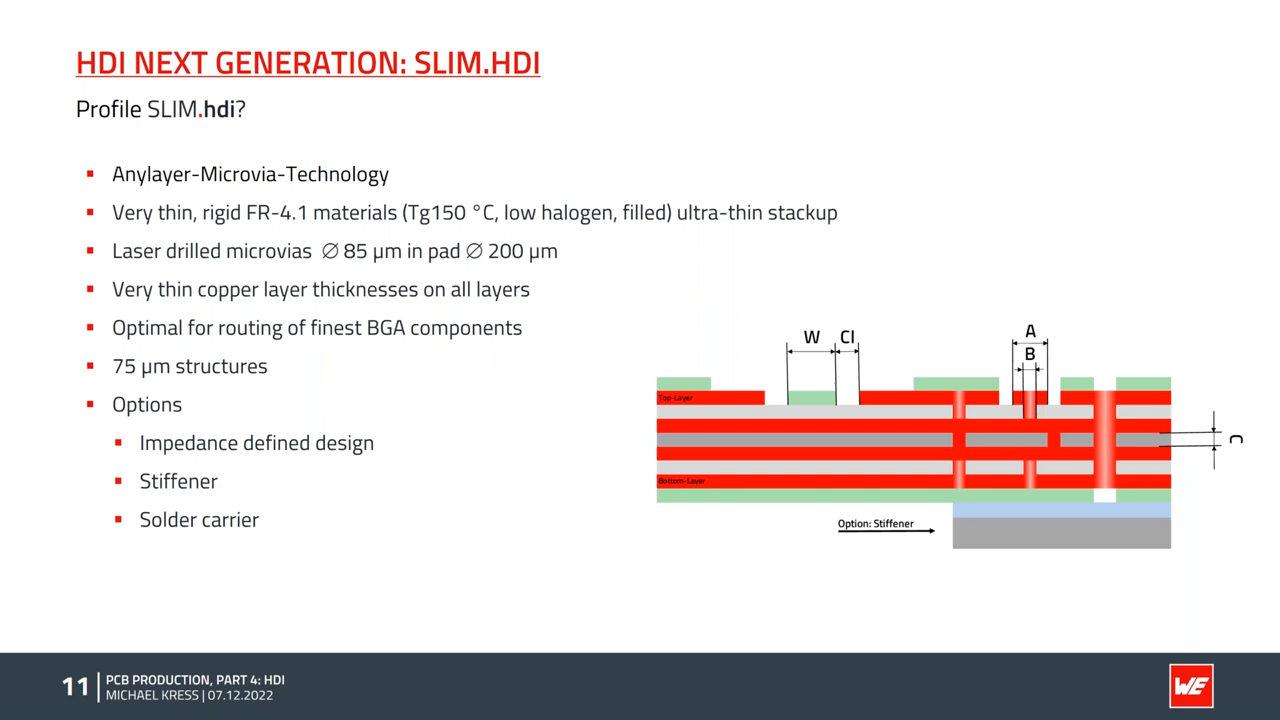 HDI NEXT GENERATION: SLIM.HDI
Profile SLIM.hdi?
Anylayer-Microvia-Technology
Very thin, rigid FR-4.1 materials (Tg150 °C, low halogen, filled) ultra-thin stackup
Laser drilled microvias ∅ 85 µm in pad ∅ 200 µm
Very thin copper layer thicknesses on all layers
Optimal for routing of finest BGA components
75 µm structures
Options
Impedance defined design
Stiffener
Solder carrier
W
Cl
A
B
C
Top-Layer
Bottom-Layer
Option: Stiffener
11
PCB PRODUCTION, PART 4: HDI
MICHAEL KRESS | 07.12.2022
WE